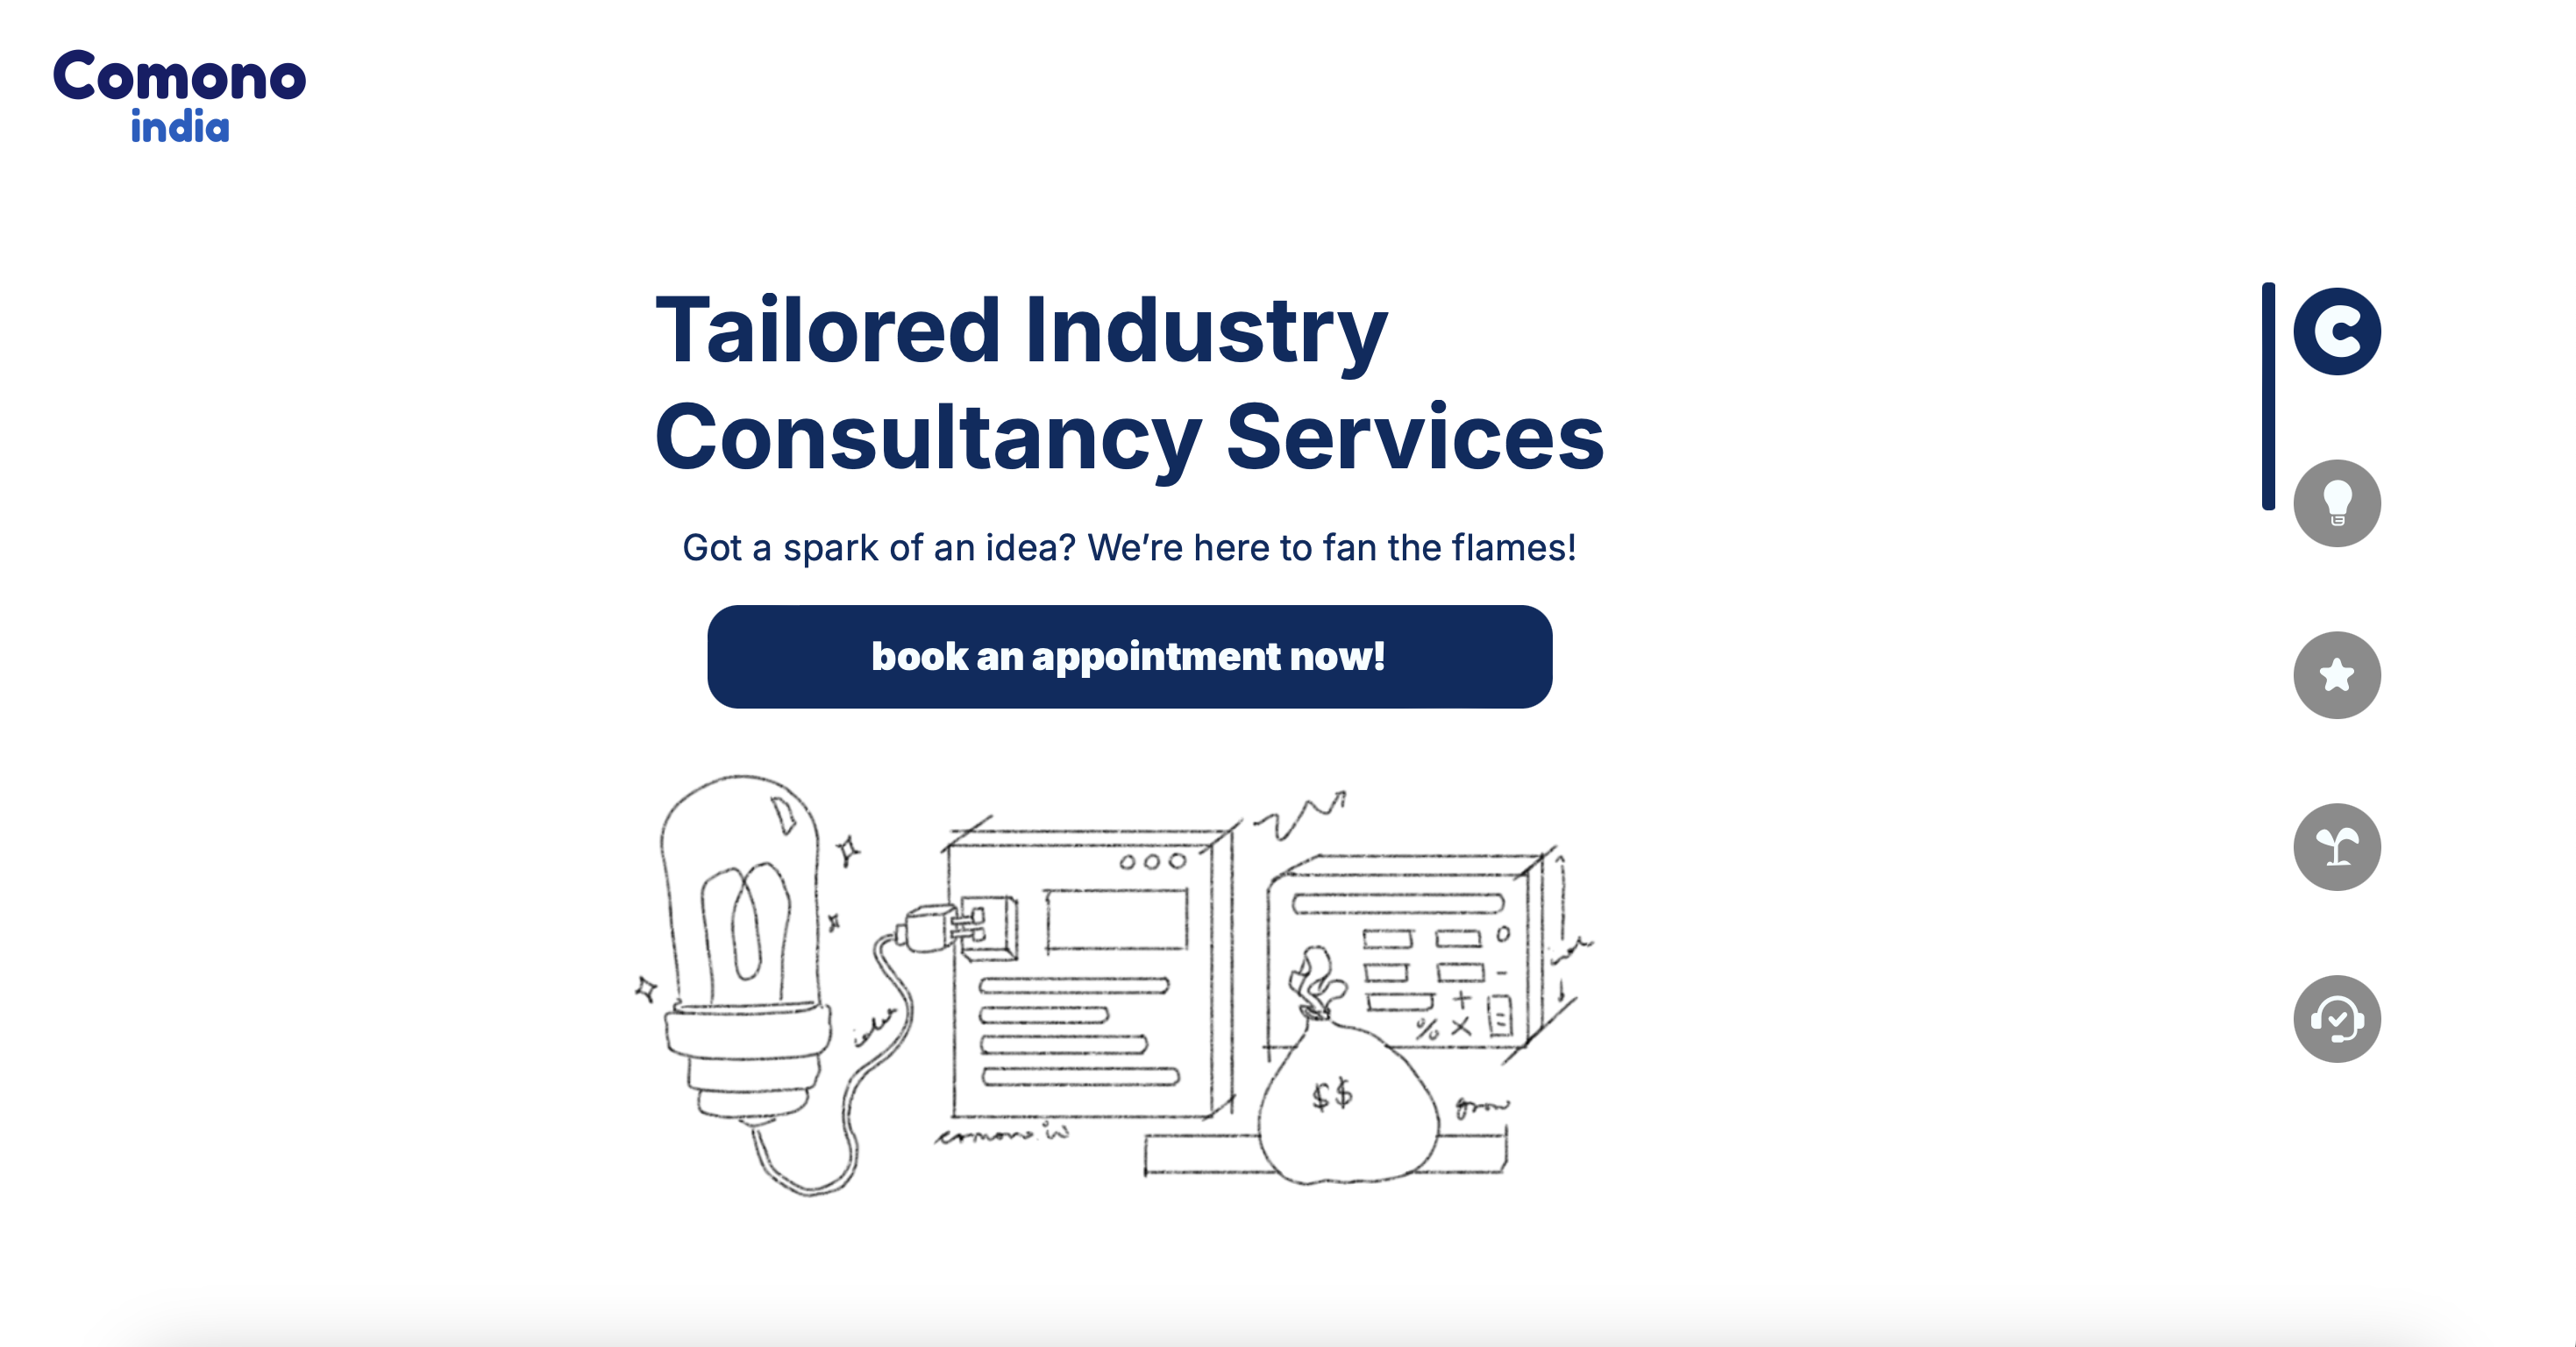 Comono
india
Tailored Industry
Consultancy Services
Got a spark of an idea? We’re here to fan the flames!
book an appointment now!
C
idea
+
% X
$$
grow
comono.in